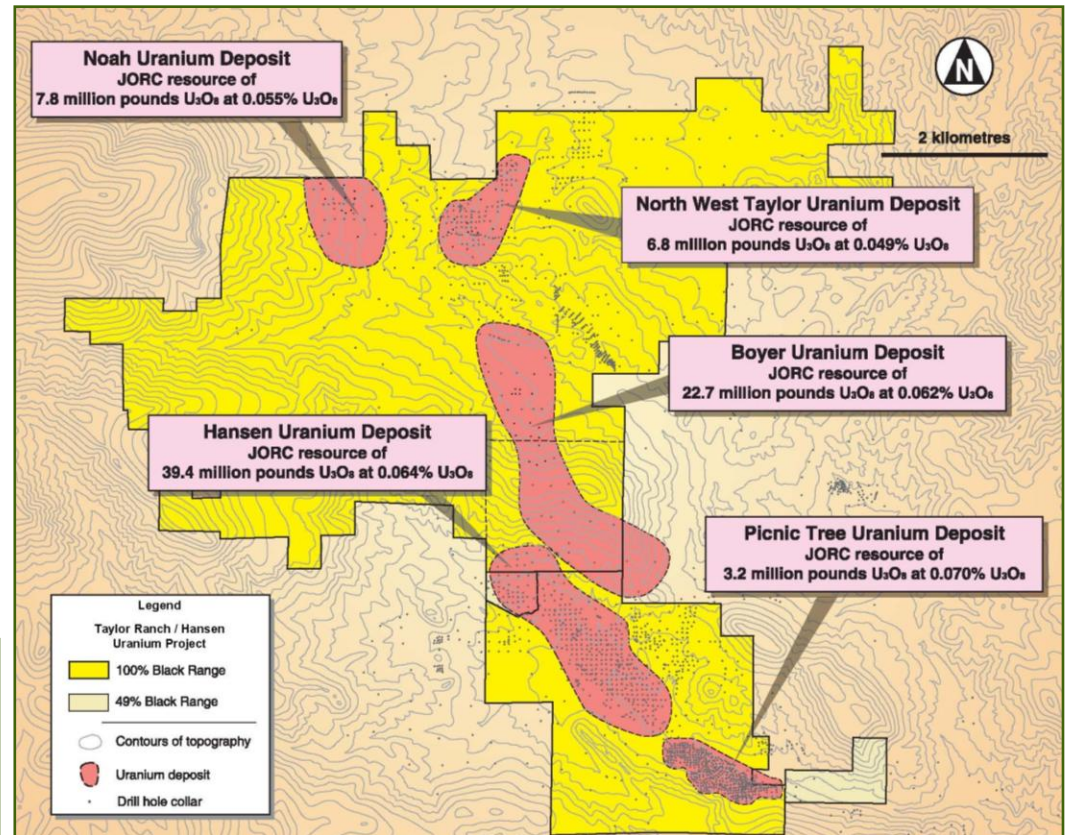 Noah Uranium Deposit
JORC resource of
7.8 million pounds U₃O₈ at 0.055% U₃O₈
N
2 kilometres
North West Taylor Uranium Deposit
JORC resource of
6.8 million pounds U₃O₈ at 0.049% U₃O₈
Boyer Uranium Deposit
JORC resource of
22.7 million pounds U₃O₈ at 0.062% U₃O₈
Hansen Uranium Deposit
JORC resource of
39.4 million pounds U₃O₈ at 0.064% U₃O₈
Picnic Tree Uranium Deposit
JORC resource of
3.2 million pounds U₃O₈ at 0.070% U₃O₈
Legend
Taylor Ranch / Hansen
Uranium Project
100% Black Range
49% Black Range
Contours of topography
Uranium deposit
Drill hole collar